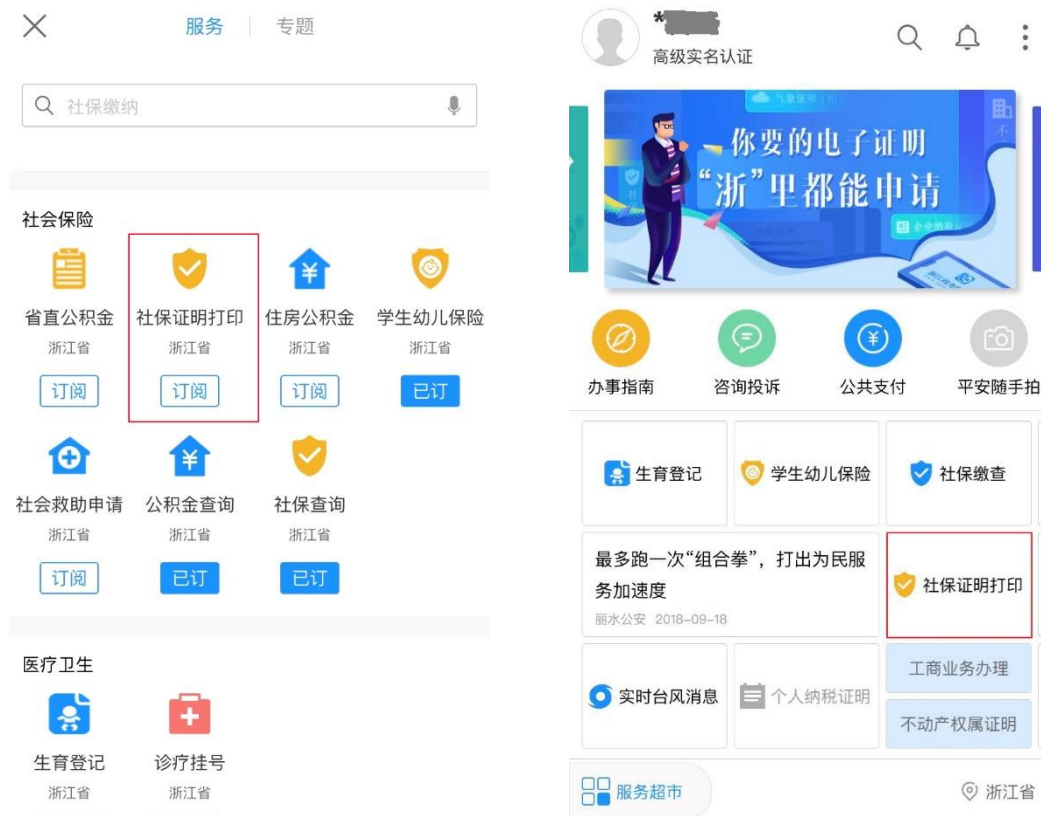 服务 专题
社保缴纳
社会保险
省直公积金 社保证明打印 住房公积金 学生幼儿保险
浙江省 浙江省 浙江省 浙江省
订阅 订阅 订阅 已订
社会救助申请 公积金查询 社保查询
浙江省 浙江省 浙江省
订阅 已订 已订
医疗卫生
生育登记 诊疗挂号
浙江省 浙江省
*
高级实名认证
你要的电子证明
“浙”里都能申请
办事指南 咨询投诉 公共支付 平安随手拍
生育登记 学生幼儿保险 社保缴查
最多跑一次“组合拳”，打出为民服
务加速度
丽水公安 2018-09-18
社保证明打印
实时台风消息 个人纳税证明
工商业务办理
不动产权属证明
服务超市 浙江省